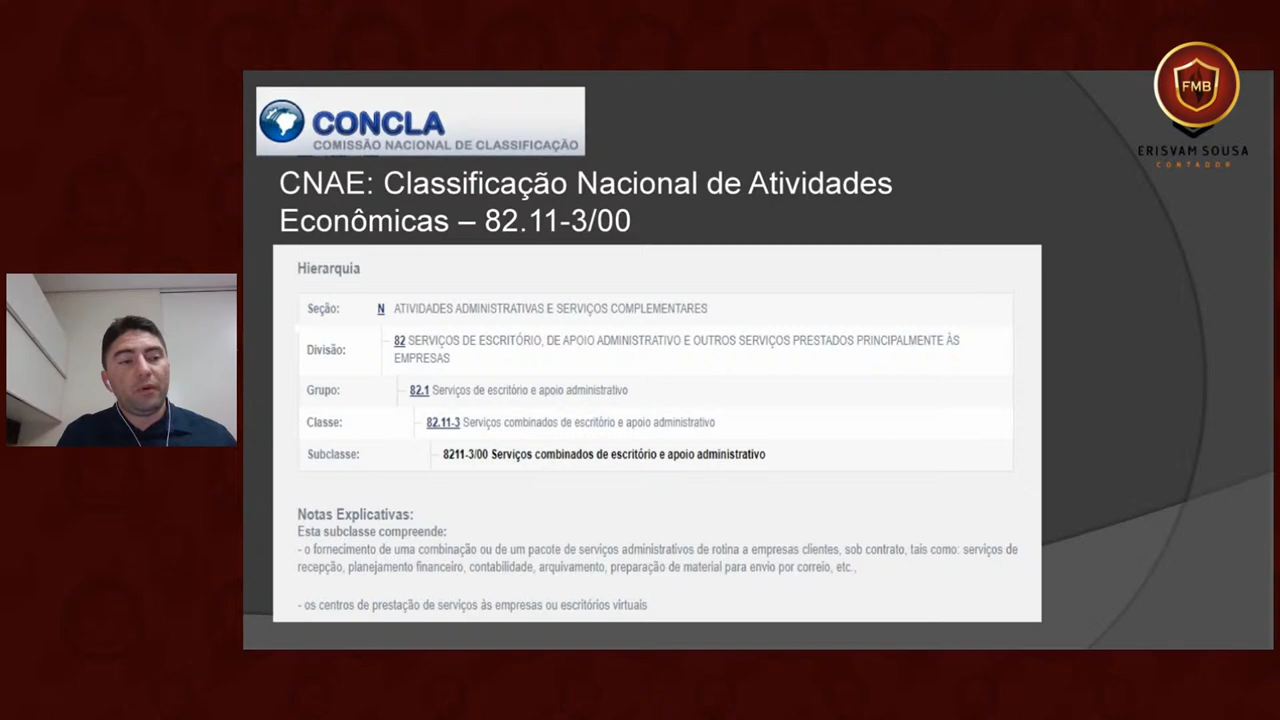 FMB
ERISVAM SOUSA
CONTADOR
CONCLA
COMISSÃO NACIONAL DE CLASSIFICAÇÃO
CNAE: Classificação Nacional de Atividades
Econômicas – 82.11-3/00
Hierarquia
Seção: N ATIVIDADES ADMINISTRATIVAS E SERVIÇOS COMPLEMENTARES
Divisão: 82 SERVIÇOS DE ESCRITÓRIO, DE APOIO ADMINISTRATIVO E OUTROS SERVIÇOS PRESTADOS PRINCIPALMENTE ÀS
EMPRESAS
Grupo: 82.1 Serviços de escritório e apoio administrativo
Classe: 82.11-3 Serviços combinados de escritório e apoio administrativo
Subclasse: 8211-3/00 Serviços combinados de escritório e apoio administrativo
Notas Explicativas:
Esta subclasse compreende:
- o fornecimento de uma combinação ou de um pacote de serviços administrativos de rotina a empresas clientes, sob contrato, tais como: serviços de
recepção, planejamento financeiro, contabilidade, arquivamento, preparação de material para envio por correio, etc.,
- os centros de prestação de serviços às empresas ou escritórios virtuais